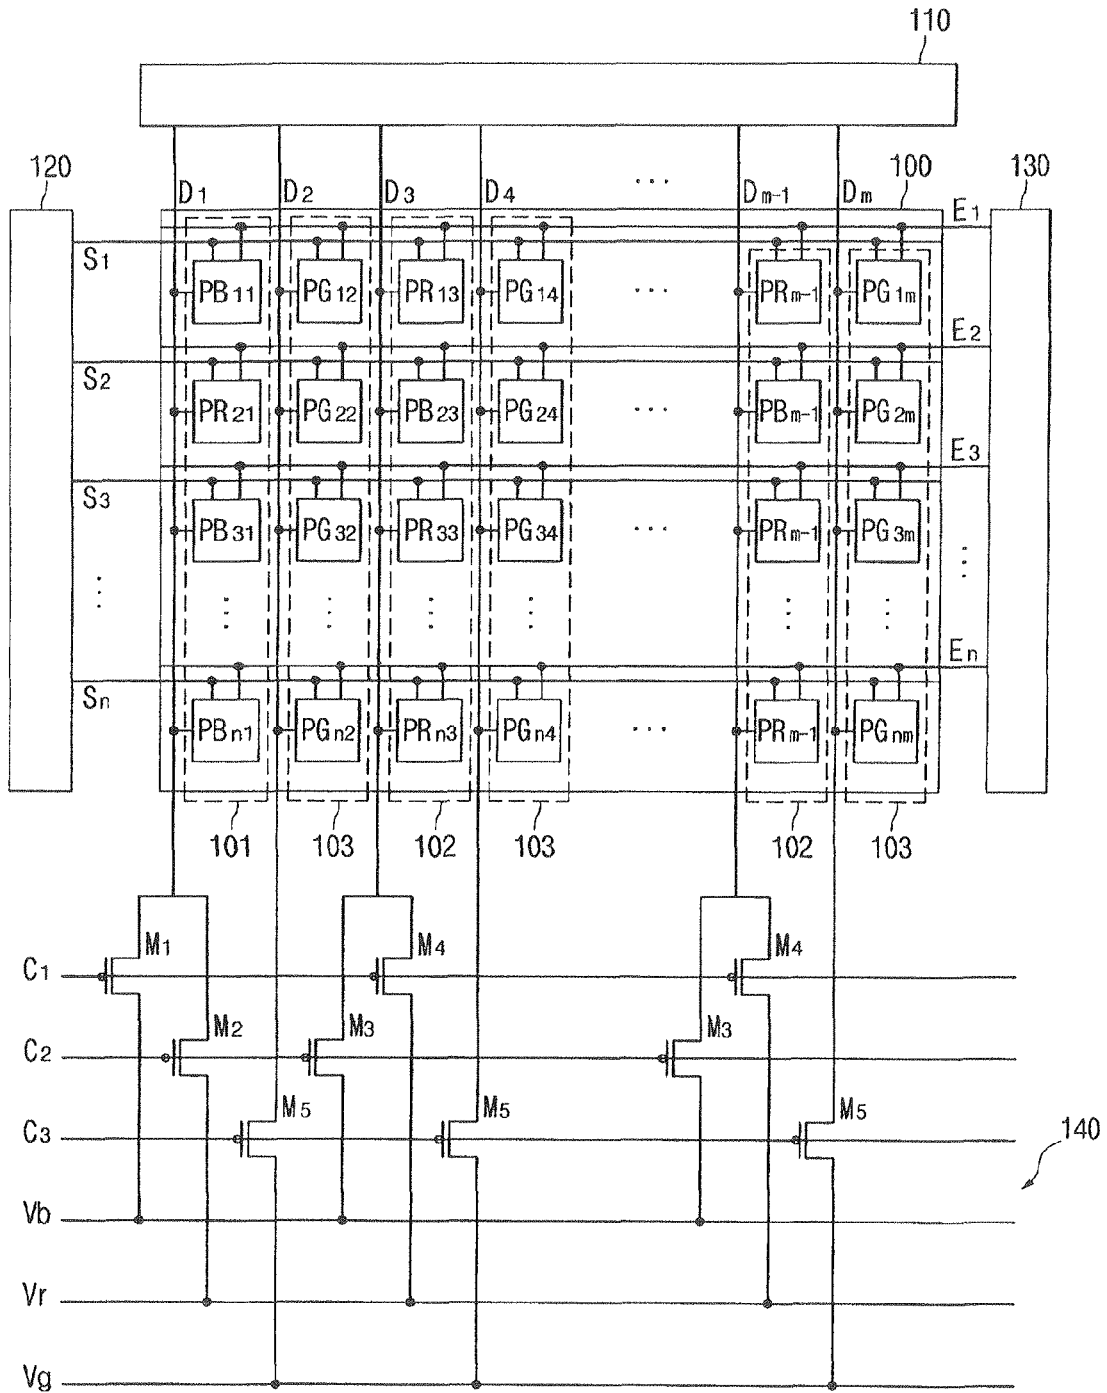 110
120
D1 D2 D3 D4 ... Dm-1 Dm 100 130
E1
S1
PB11 PG12 PR13 PG14 ... PRm-1 PG1m
E2
S2
PR21 PG22 PB23 PG24 ... PBm-1 PG2m
E3
S3
PB31 PG32 PR33 PG34 ... PRm-1 PG3m
En
Sn
PBn1 PGn2 PRn3 PGn4 ... PRm-1 PGnm
101 103 102 103 102 103
M1 M4 M4
C1
M2 M3 M3
C2
M5 M5 M5
C3
140
Vb
Vr
Vg